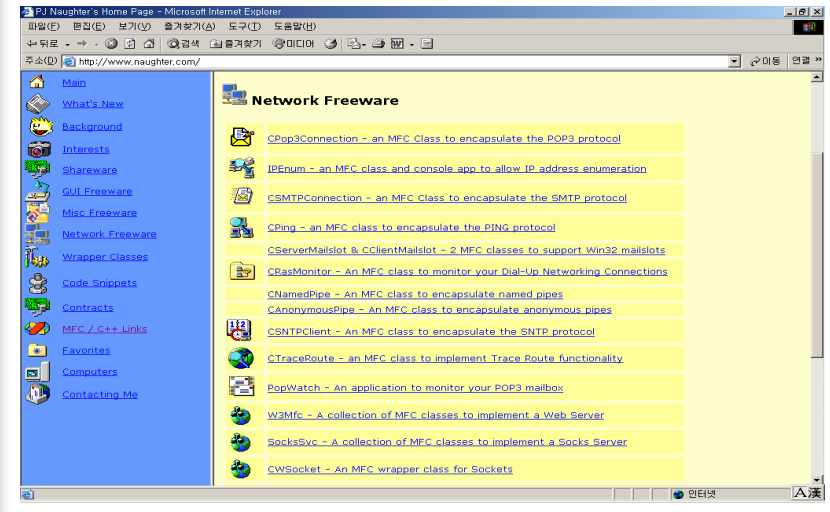 PJ Naughter's Home Page - Microsoft Internet Explorer
파일(F) 편집(E) 보기(V) 즐겨찾기(A) 도구(T) 도움말(H)
뒤로 검색 즐겨찾기 미디어
주소(D) http://www.naughter.com/ 이동 연결 »
Main
What's New
Background
Interests
Shareware
GUI Freeware
Misc Freeware
Network Freeware
Wrapper Classes
Code Snippets
Contracts
MFC / C++ Links
Favorites
Computers
Contacting Me
Network Freeware
CPop3Connection - an MFC Class to encapsulate the POP3 protocol
IPEnum - an MFC class and console app to allow IP address enumeration
CSMTPConnection - an MFC Class to encapsulate the SMTP protocol
CPing - an MFC class to encapsulate the PING protocol
CServerMailslot & CClientMailslot - 2 MFC classes to support Win32 mailslots
CRasMonitor - An MFC class to monitor your Dial-Up Networking Connections
CNamedPipe - An MFC class to encapsulate named pipes
CAnonymousPipe - An MFC class to encapsulate anonymous pipes
CSNTPClient - An MFC class to encapsulate the SNTP protocol
CTraceRoute - an MFC class to implement Trace Route functionality
PopWatch - An application to monitor your POP3 mailbox
W3Mfc - A collection of MFC classes to implement a Web Server
SocksSvc - A collection of MFC classes to implement a Socks Server
CWSocket - An MFC wrapper class for Sockets
인터넷
A漢